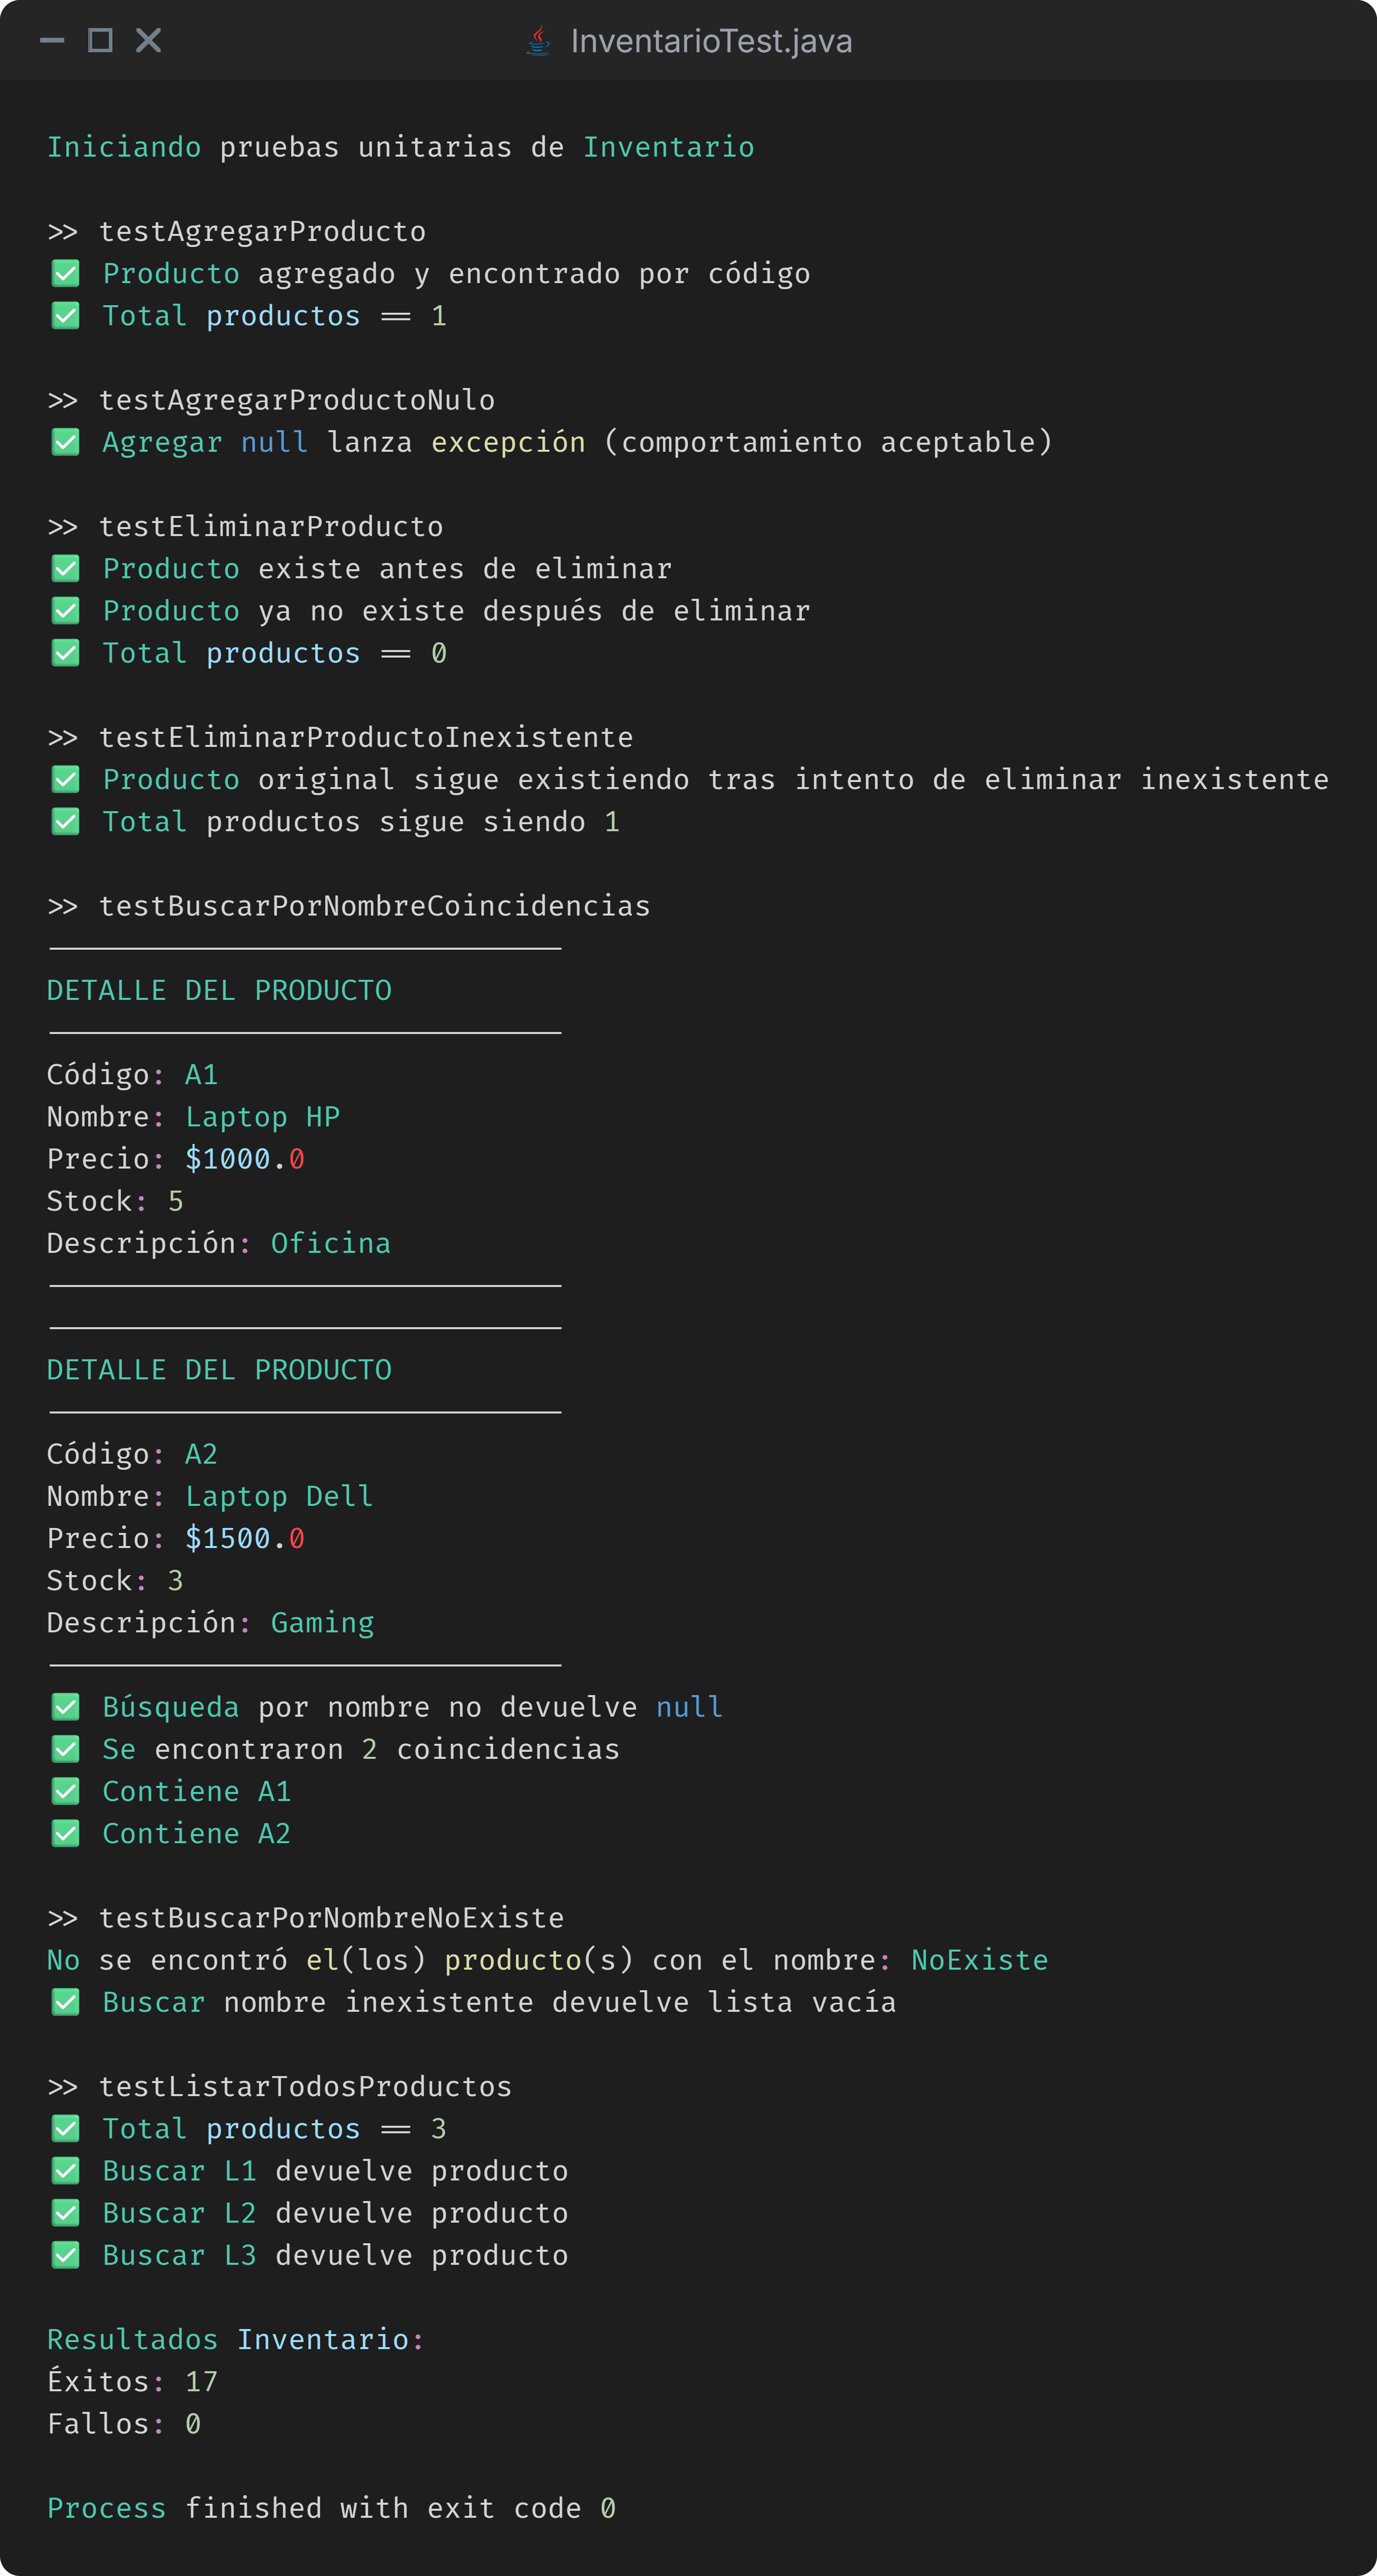 InventarioTest.java
Iniciando pruebas unitarias de Inventario
>> testAgregarProducto
✅ Producto agregado y encontrado por código
✅ Total productos == 1
>> testAgregarProductoNulo
✅ Agregar null lanza excepción (comportamiento aceptable)
>> testEliminarProducto
✅ Producto existe antes de eliminar
✅ Producto ya no existe después de eliminar
✅ Total productos == 0
>> testEliminarProductoInexistente
✅ Producto original sigue existiendo tras intento de eliminar inexistente
✅ Total productos sigue siendo 1
>> testBuscarPorNombreCoincidencias
------------------------------
DETALLE DEL PRODUCTO
------------------------------
Código: A1
Nombre: Laptop HP
Precio: $1000.0
Stock: 5
Descripción: Oficina
------------------------------
------------------------------
DETALLE DEL PRODUCTO
------------------------------
Código: A2
Nombre: Laptop Dell
Precio: $1500.0
Stock: 3
Descripción: Gaming
------------------------------
✅ Búsqueda por nombre no devuelve null
✅ Se encontraron 2 coincidencias
✅ Contiene A1
✅ Contiene A2
>> testBuscarPorNombreNoExiste
No se encontró el(los) producto(s) con el nombre: NoExiste
✅ Buscar nombre inexistente devuelve lista vacía
>> testListarTodosProductos
✅ Total productos == 3
✅ Buscar L1 devuelve producto
✅ Buscar L2 devuelve producto
✅ Buscar L3 devuelve producto
Resultados Inventario:
Éxitos: 17
Fallos: 0
Process finished with exit code 0